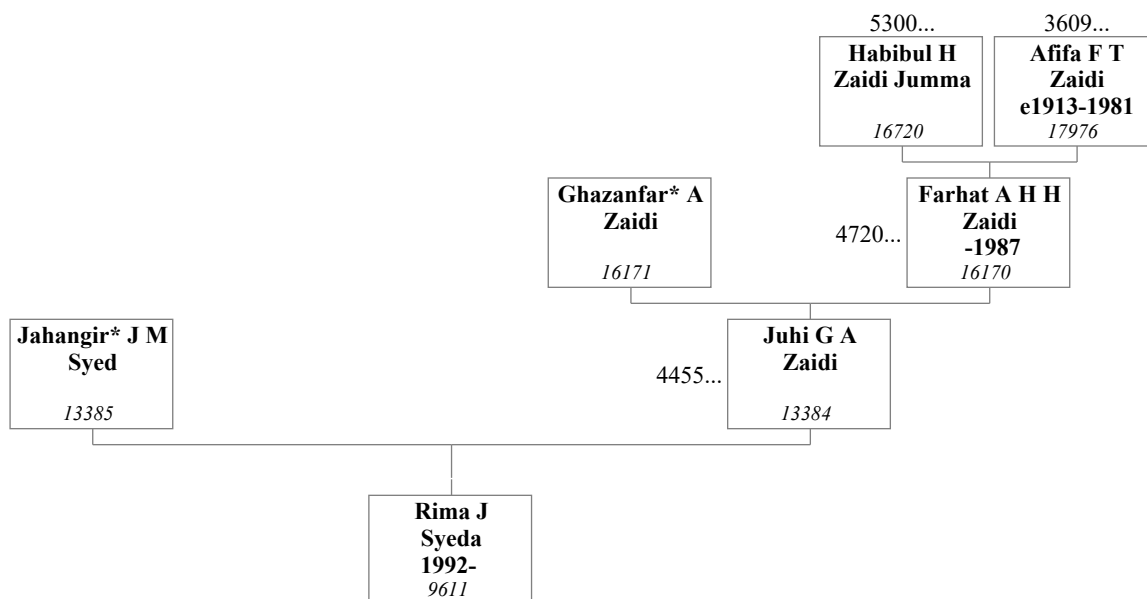 5300...
3609...
Habibul H
Zaidi Jumma
16720
Afifa F T
Zaidi
e1913-1981
17976
Ghazanfar* A
Zaidi
16171
4720...
Farhat A H H
Zaidi
-1987
16170
Jahangir* J M
Syed
13385
4455...
Juhi G A
Zaidi
13384
Rima J
Syeda
1992-
9611